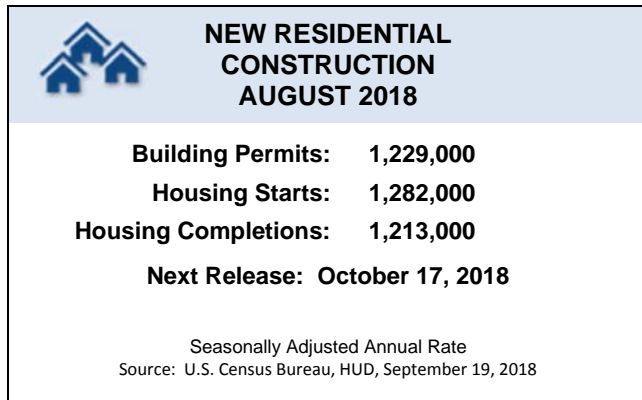 NEW RESIDENTIAL
CONSTRUCTION
AUGUST 2018
Building Permits: 1,229,000
Housing Starts: 1,282,000
Housing Completions: 1,213,000
Next Release: October 17, 2018
Seasonally Adjusted Annual Rate
Source: U.S. Census Bureau, HUD, September 19, 2018